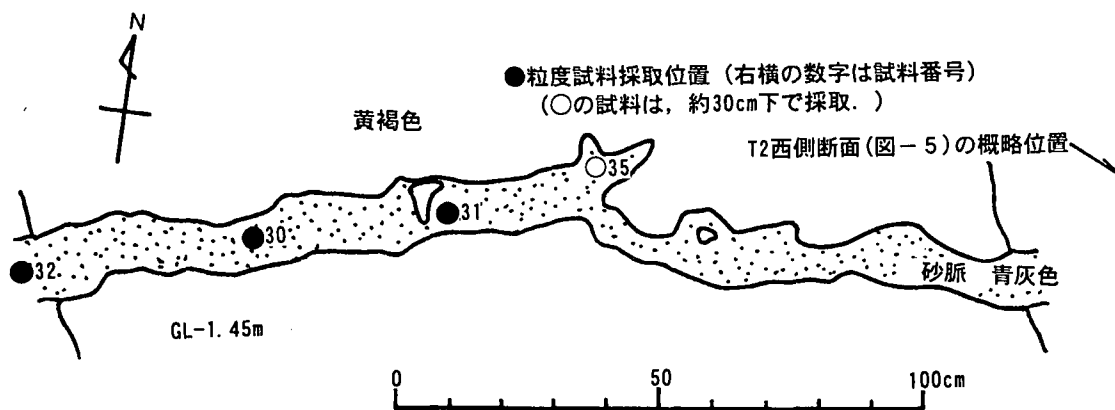 N
●粒度試料採取位置（右横の数字は試料番号）
（○の試料は，約30cm下で採取．）
黄褐色
T2西側断面(図－5)の概略位置
35
31
30
32
砂脈 青灰色
GL-1.45m
0 50 100cm